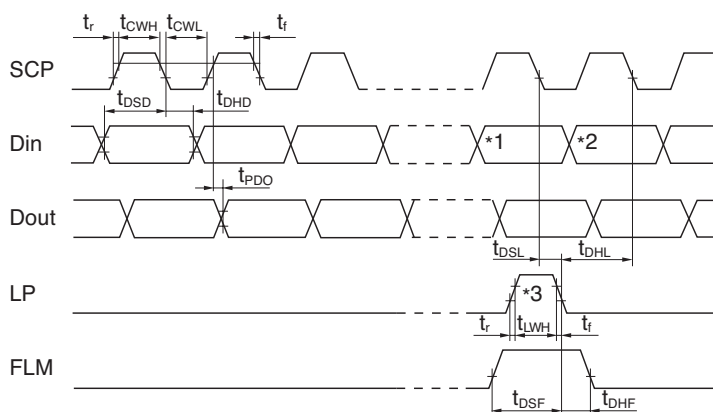 tr tCWH tCWL tf
SCP
tDSD tDHD
Din *1 *2
tPDO
Dout
tDSL tDHL
LP *3
tr tLWH tf
FLM
tDSF tDHF